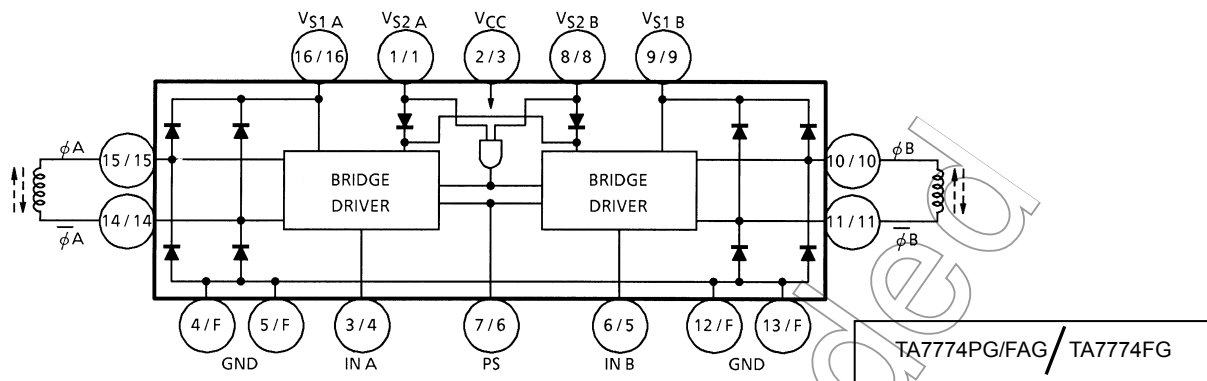 VS1 A VS2 A VCC VS2 B VS1 B
16/16 1/1 2/3 8/8 9/9
ϕA 15/15 10/10 ϕB
BRIDGE DRIVER
BRIDGE DRIVER
ϕ̅A 14/14 11/11 ϕ̅B
4/F 5/F 3/4 7/6 6/5 12/F 13/F
GND IN A PS IN B GND
TA7774PG/FAG/TA7774FG